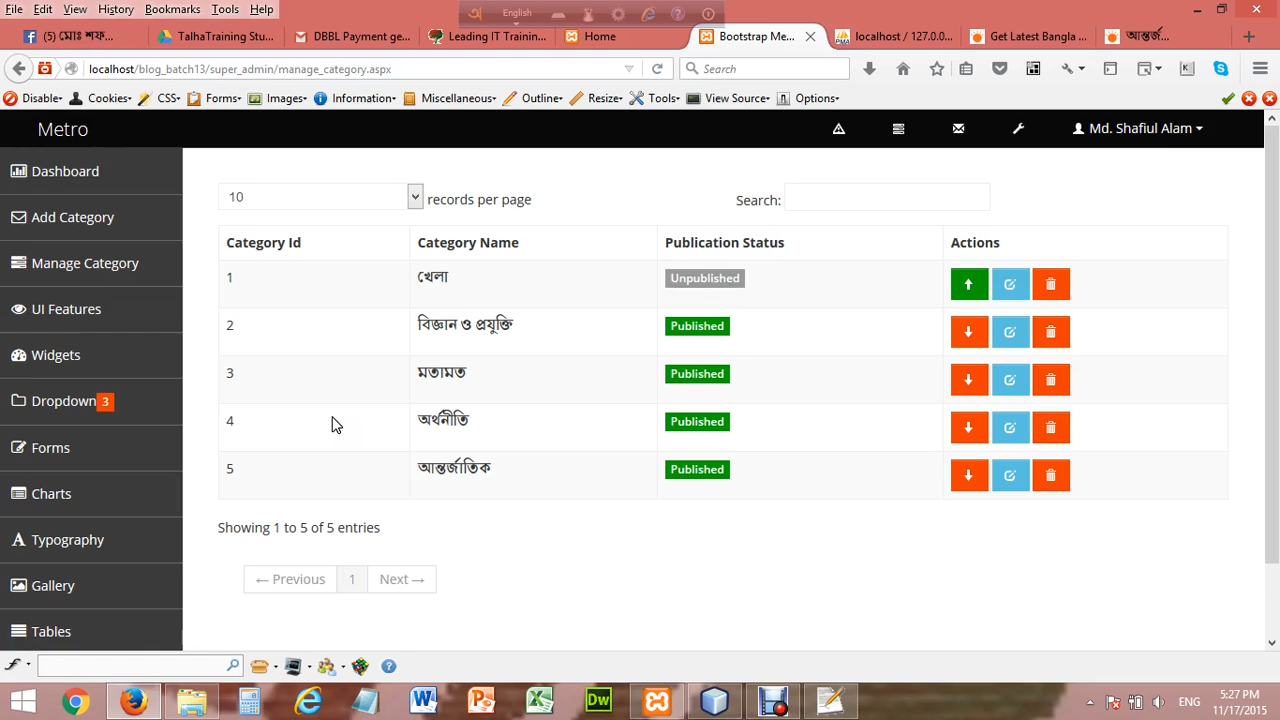 File Edit View History Bookmarks Tools Help
English
(৫) মোঃ শফ...
TalhaTraining Stu...
DBBL Payment ge...
Leading IT Trainin...
Home
Bootstrap Me...
localhost / 127.0.0...
Get Latest Bangla ...
আন্তর্জ...
localhost/blog_batch13/super_admin/manage_category.aspx
Search
Disable Cookies CSS Forms Images Information Miscellaneous Outline Resize Tools View Source Options
Metro
Md. Shafiul Alam
Dashboard
Add Category
Manage Category
UI Features
Widgets
Dropdown 3
Forms
Charts
Typography
Gallery
Tables
10 records per page
Search:
Category Id Category Name Publication Status Actions
1 খেলা Unpublished
2 বিজ্ঞান ও প্রযুক্তি Published
3 মতামত Published
4 অর্থনীতি Published
5 আন্তর্জাতিক Published
Showing 1 to 5 of 5 entries
← Previous 1 Next →
ENG
5:27 PM
11/17/2015